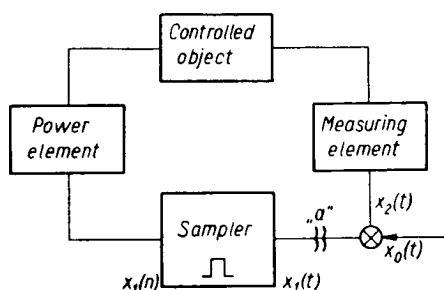 Controlled
object
Power
element
Measuring
element
x₂(t)
„a"
Sampler
x₀(t)
x₁(n)
x₁(t)